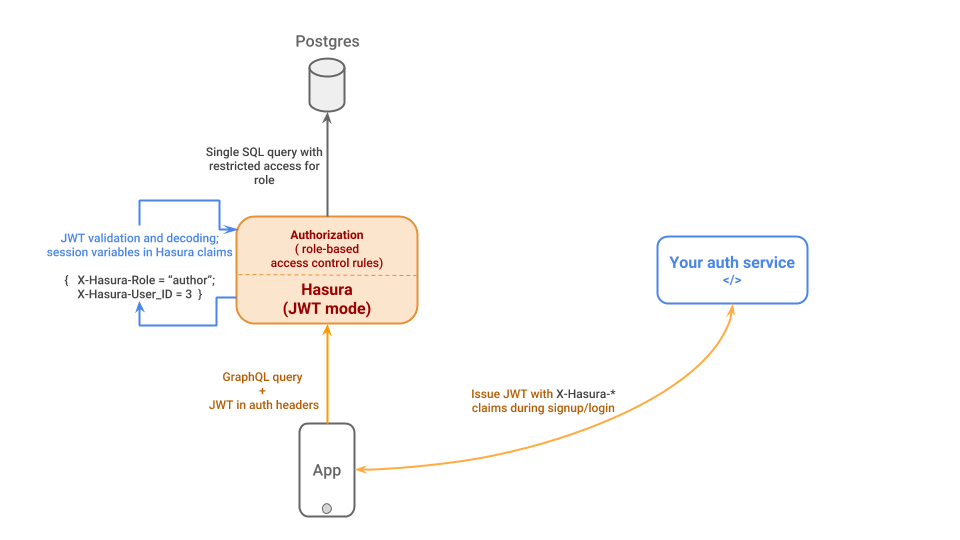 Postgres
Single SQL query with
restricted access for
role
Authorization
( role-based
access control rules)
JWT validation and decoding;
session variables in Hasura claims
{ X-Hasura-Role = “author”;
X-Hasura-User_ID = 3 }
Hasura
(JWT mode)
Your auth service
</>
GraphQL query
+
JWT in auth headers
Issue JWT with X-Hasura-*
claims during signup/login
App